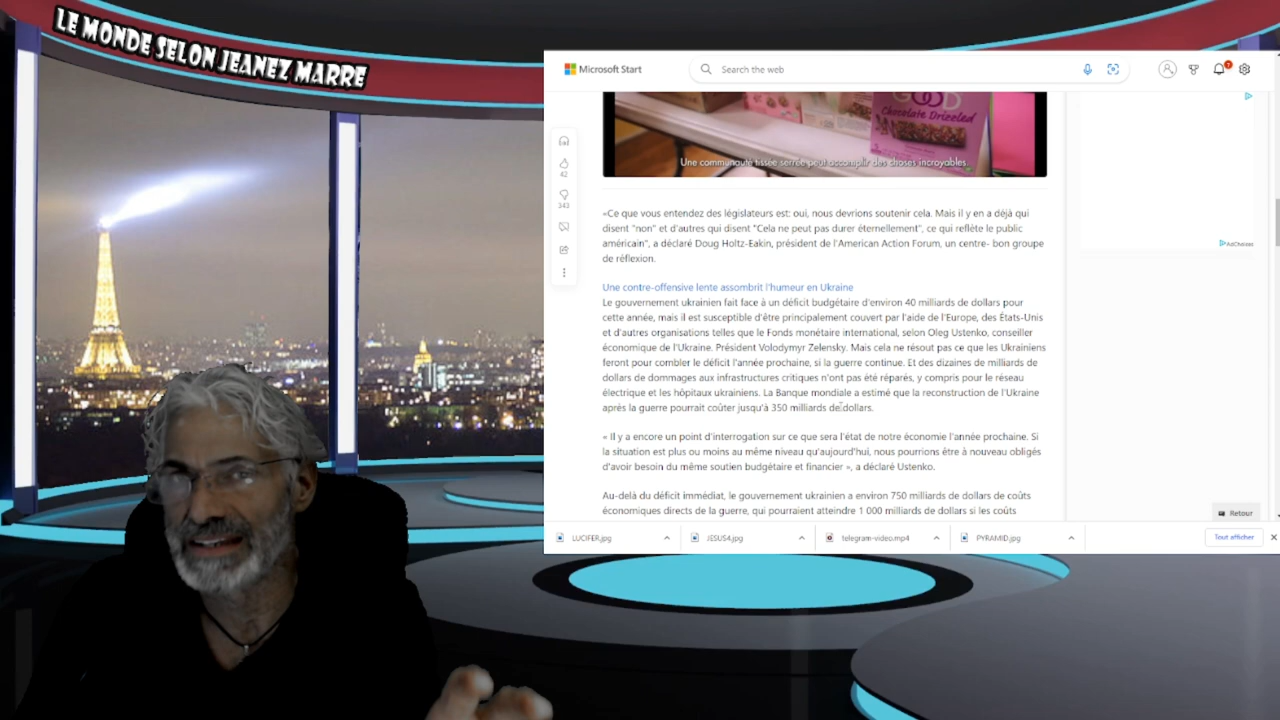 LE MONDE SELON JEANEZ MARRE
Microsoft Start
Search the web
GOOD
Chocolate Drizzled
Une communauté tissée serrée peut accomplir des choses incroyables.
42
343
«Ce que vous entendez des législateurs est: oui, nous devrions soutenir cela. Mais il y en a déjà qui
disent "non" et d'autres qui disent "Cela ne peut pas durer éternellement", ce qui reflète le public
américain", a déclaré Doug Holtz-Eakin, président de l'American Action Forum, un centre- bon groupe
de réflexion.
Une contre-offensive lente assombrit l'humeur en Ukraine
Le gouvernement ukrainien fait face à un déficit budgétaire d'environ 40 milliards de dollars pour
cette année, mais il est susceptible d'être principalement couvert par l'aide de l'Europe, des États-Unis
et d'autres organisations telles que le Fonds monétaire international, selon Oleg Ustenko, conseiller
économique de l'Ukraine. Président Volodymyr Zelensky. Mais cela ne résout pas ce que les Ukrainiens
feront pour combler le déficit l'année prochaine, si la guerre continue. Et des dizaines de milliards de
dollars de dommages aux infrastructures critiques n'ont pas été réparés, y compris pour le réseau
électrique et les hôpitaux ukrainiens. La Banque mondiale a estimé que la reconstruction de l'Ukraine
après la guerre pourrait coûter jusqu'à 350 milliards de dollars.
« Il y a encore un point d'interrogation sur ce que sera l'état de notre économie l'année prochaine. Si
la situation est plus ou moins au même niveau qu'aujourd'hui, nous pourrions être à nouveau obligés
d'avoir besoin du même soutien budgétaire et financier », a déclaré Ustenko.
Au-delà du déficit immédiat, le gouvernement ukrainien a environ 750 milliards de dollars de coûts
économiques directs de la guerre, qui pourraient atteindre 1 000 milliards de dollars si les coûts
AdChoices
Retour
LUCIFER.jpg
JESUS4.jpg
telegram-video.mp4
PYRAMID.jpg
Tout afficher